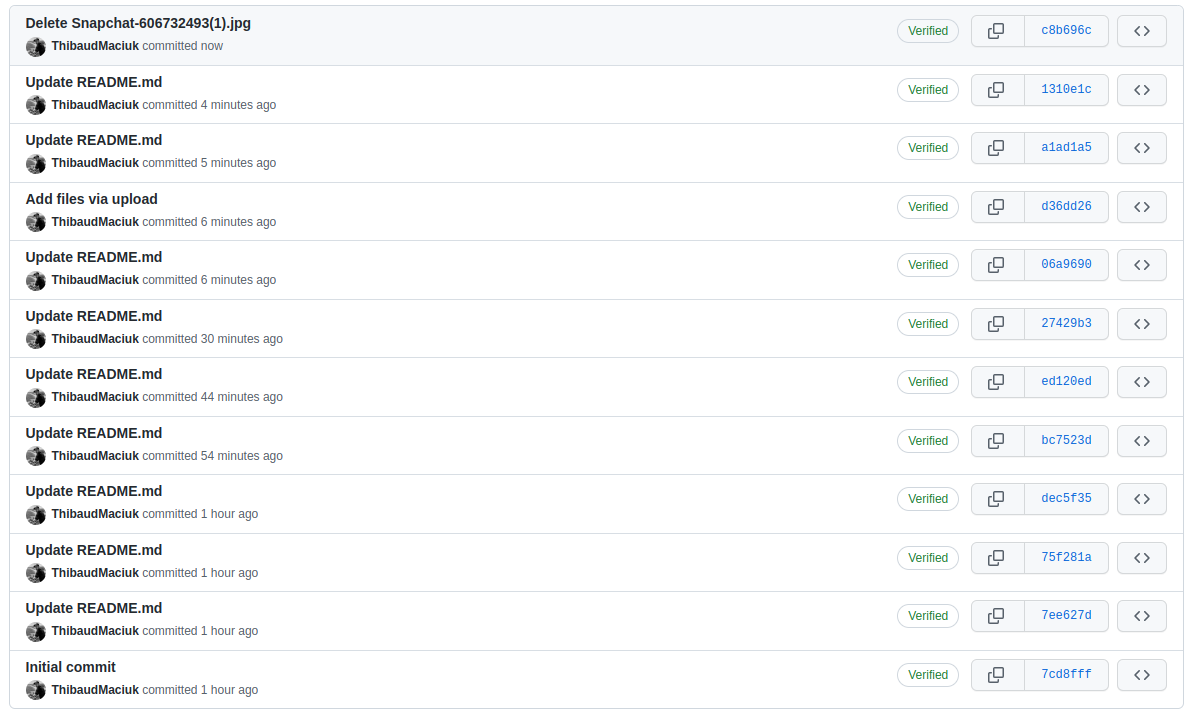 Delete Snapchat-606732493(1).jpg
ThibaudMaciuk committed now
Verified
c8b696c
Update README.md
ThibaudMaciuk committed 4 minutes ago
Verified
1310e1c
Update README.md
ThibaudMaciuk committed 5 minutes ago
Verified
a1ad1a5
Add files via upload
ThibaudMaciuk committed 6 minutes ago
Verified
d36dd26
Update README.md
ThibaudMaciuk committed 6 minutes ago
Verified
06a9690
Update README.md
ThibaudMaciuk committed 30 minutes ago
Verified
27429b3
Update README.md
ThibaudMaciuk committed 44 minutes ago
Verified
ed120ed
Update README.md
ThibaudMaciuk committed 54 minutes ago
Verified
bc7523d
Update README.md
ThibaudMaciuk committed 1 hour ago
Verified
dec5f35
Update README.md
ThibaudMaciuk committed 1 hour ago
Verified
75f281a
Update README.md
ThibaudMaciuk committed 1 hour ago
Verified
7ee627d
Initial commit
ThibaudMaciuk committed 1 hour ago
Verified
7cd8fff